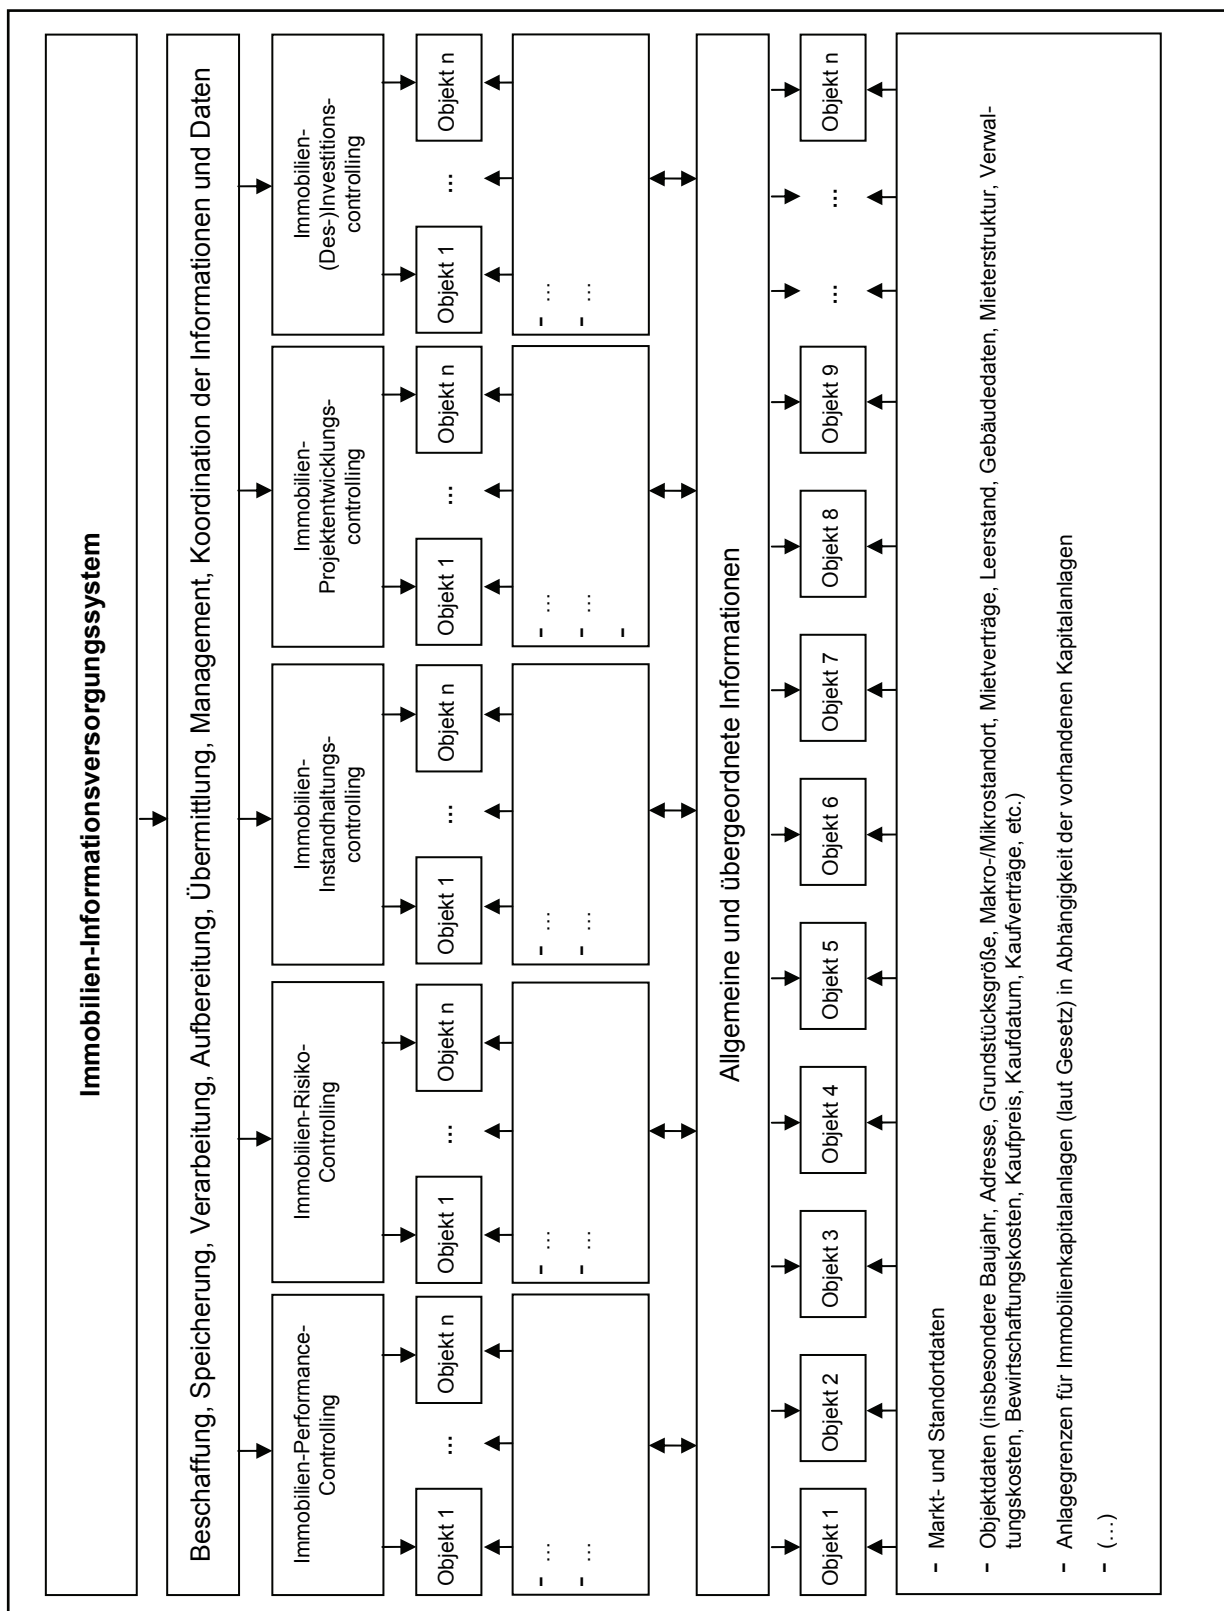 Immobilien-Informationsversorgungssystem
Beschaffung, Speicherung, Verarbeitung, Aufbereitung, Übermittlung, Management, Koordination der Informationen und Daten
Immobilien-Performance-
Controlling
Immobilien-Risiko-
Controlling
Immobilien-
Instandhaltungs-
controlling
Immobilien-
Projektentwicklungs-
controlling
Immobilien-
(Des-)Investitions-
controlling
Objekt 1
...
Objekt n
Objekt 1
...
Objekt n
Objekt 1
...
Objekt n
Objekt 1
...
Objekt n
Objekt 1
...
Objekt n
- …
- …
- …
- …
- …
- …
- …
- …
-
- …
- …
Allgemeine und übergeordnete Informationen
Objekt 1
Objekt 2
Objekt 3
Objekt 4
Objekt 5
Objekt 6
Objekt 7
Objekt 8
Objekt 9
...
...
Objekt n
- Markt- und Standortdaten
- Objektdaten (insbesondere Baujahr, Adresse, Grundstücksgröße, Makro-/Mikrostandort, Mietverträge, Leerstand, Gebäudedaten, Mieterstruktur, Verwal-
tungskosten, Bewirtschaftungskosten, Kaufpreis, Kaufdatum, Kaufverträge, etc.)
- Anlagegrenzen für Immobilienkapitalanlagen (laut Gesetz) in Abhängigkeit der vorhandenen Kapitalanlagen
- (…)